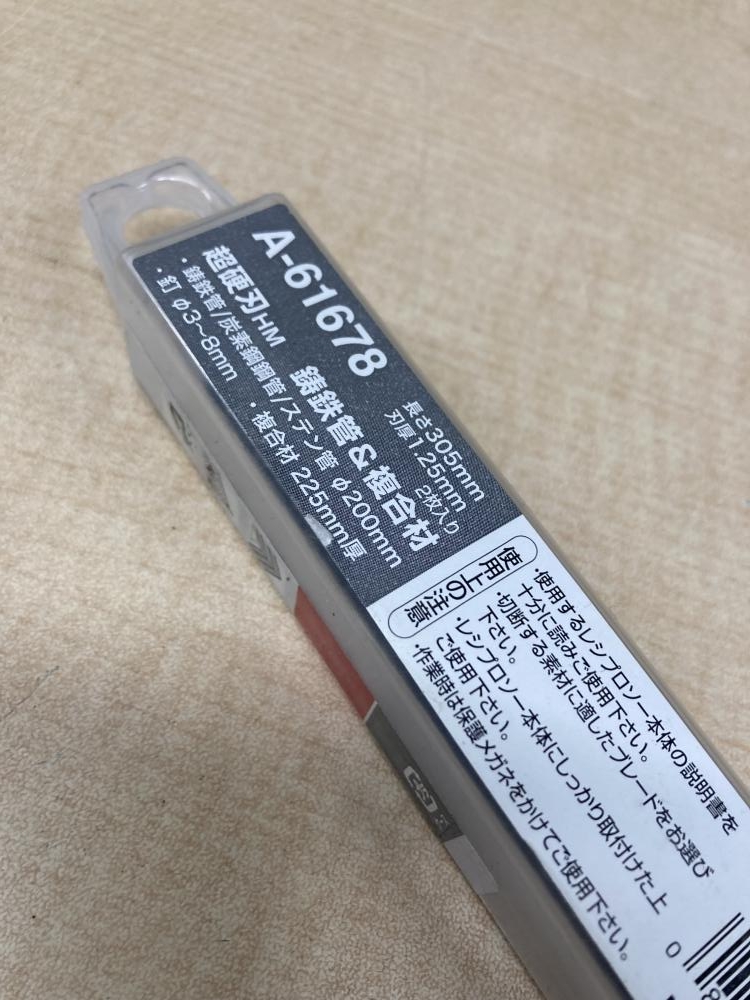 A-61678
長さ305mm
刃厚1.25mm
2枚入り
超硬刃HM 鋳鉄管&複合材
・鋳鉄管/炭素鋼鋼管/ステン管 φ200mm
・釘 φ3~8mm ・複合材 225mm厚
使用上の注意
・使用するレシプロソー本体の説明書を
十分に読みご使用下さい。
・切断する素材に適したブレードをお選び
下さい。
・レシプロソー本体にしっかり取付けた上
ご使用下さい。
・作業時は保護メガネをかけてご使用下さい。
0